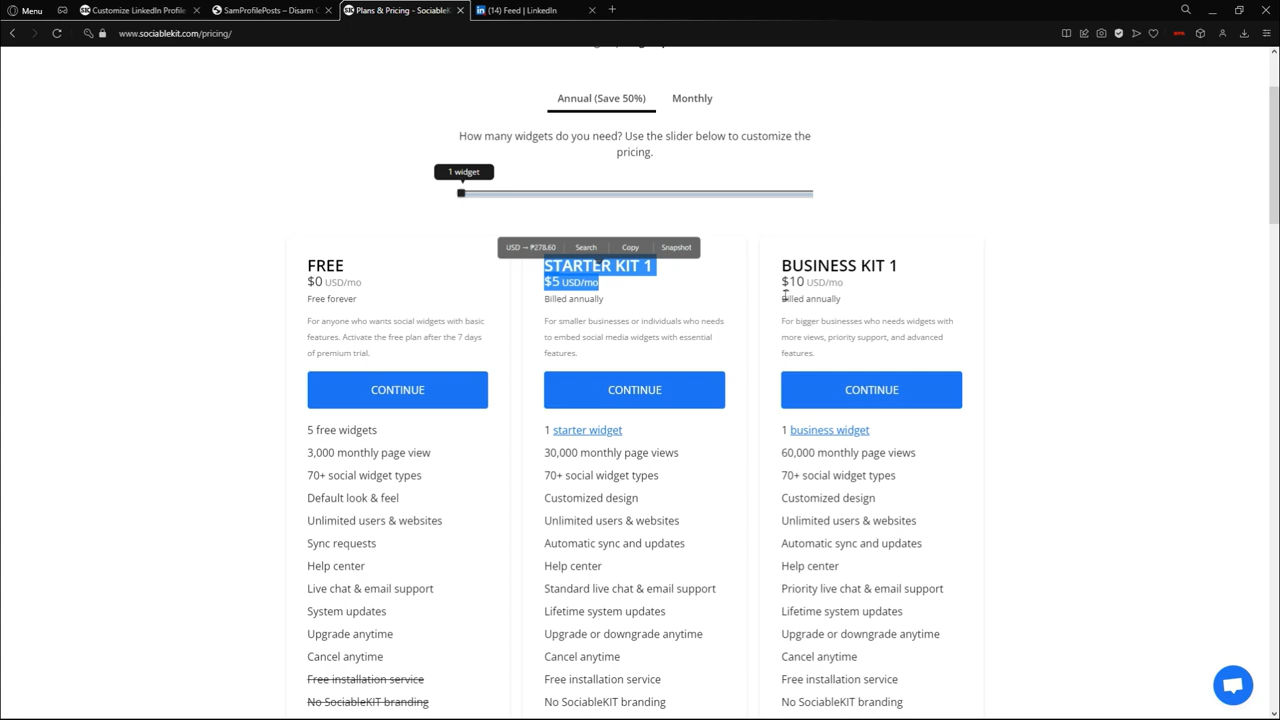 Menu
Customize LinkedIn Profile
SamProfilePosts – Disarm C
Plans & Pricing - SociableK
(14) Feed | LinkedIn
www.sociablekit.com/pricing/
Annual (Save 50%)
Monthly
How many widgets do you need? Use the slider below to customize the
pricing.
1 widget
USD → ₱278.60
Search
Copy
Snapshot
FREE
$0 USD/mo
Free forever
For anyone who wants social widgets with basic
features. Activate the free plan after the 7 days
of premium trial.
CONTINUE
5 free widgets
3,000 monthly page view
70+ social widget types
Default look & feel
Unlimited users & websites
Sync requests
Help center
Live chat & email support
System updates
Upgrade anytime
Cancel anytime
Free installation service
No SociableKIT branding
STARTER KIT 1
$5 USD/mo
Billed annually
For smaller businesses or individuals who needs
to embed social media widgets with essential
features.
CONTINUE
1 starter widget
30,000 monthly page views
70+ social widget types
Customized design
Unlimited users & websites
Automatic sync and updates
Help center
Standard live chat & email support
Lifetime system updates
Upgrade or downgrade anytime
Cancel anytime
Free installation service
No SociableKIT branding
BUSINESS KIT 1
$10 USD/mo
Billed annually
For bigger businesses who needs widgets with
more views, priority support, and advanced
features.
CONTINUE
1 business widget
60,000 monthly page views
70+ social widget types
Customized design
Unlimited users & websites
Automatic sync and updates
Help center
Priority live chat & email support
Lifetime system updates
Upgrade or downgrade anytime
Cancel anytime
Free installation service
No SociableKIT branding